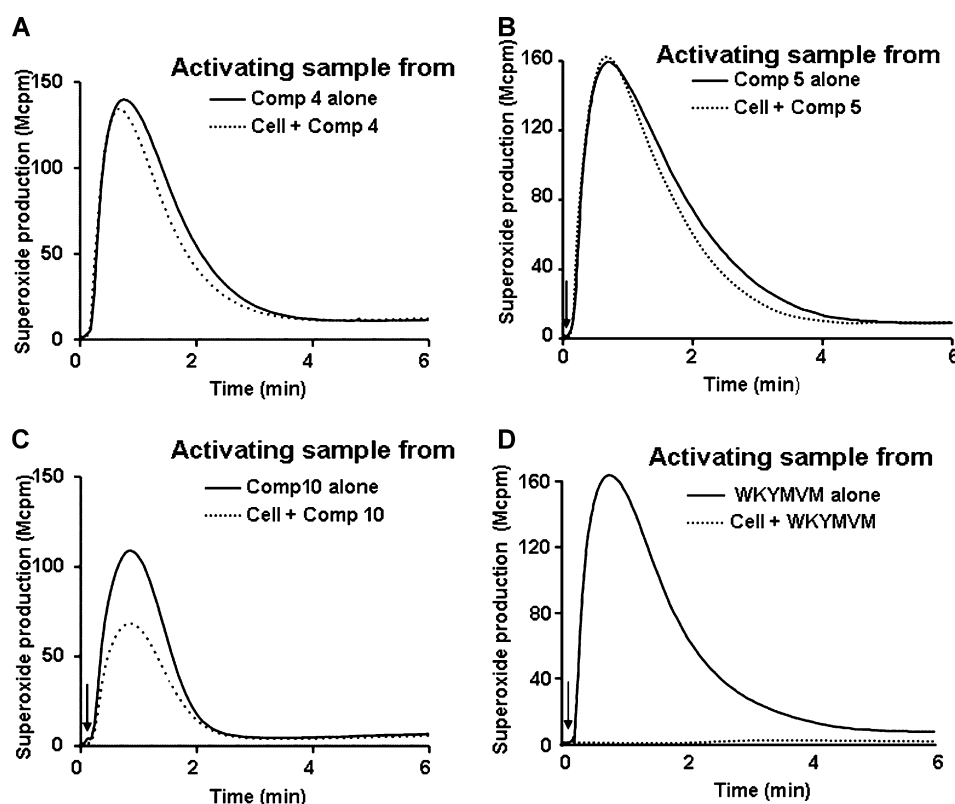 A
Activating sample from
Comp 4 alone
Cell + Comp 4
Superoxide production (Mcpm)
150
100
50
0
0 2 4 6
Time (min)
B
Activating sample from
Comp 5 alone
Cell + Comp 5
Superoxide production (Mcpm)
160
120
80
40
0
0 2 4 6
Time (min)
C
Activating sample from
Comp10 alone
Cell + Comp 10
Superoxide production (Mcpm)
150
100
50
0
0 2 4 6
Time (min)
D
Activating sample from
WKYMVM alone
Cell + WKYMVM
Superoxide production (Mcpm)
160
120
80
40
0
0 2 4 6
Time (min)